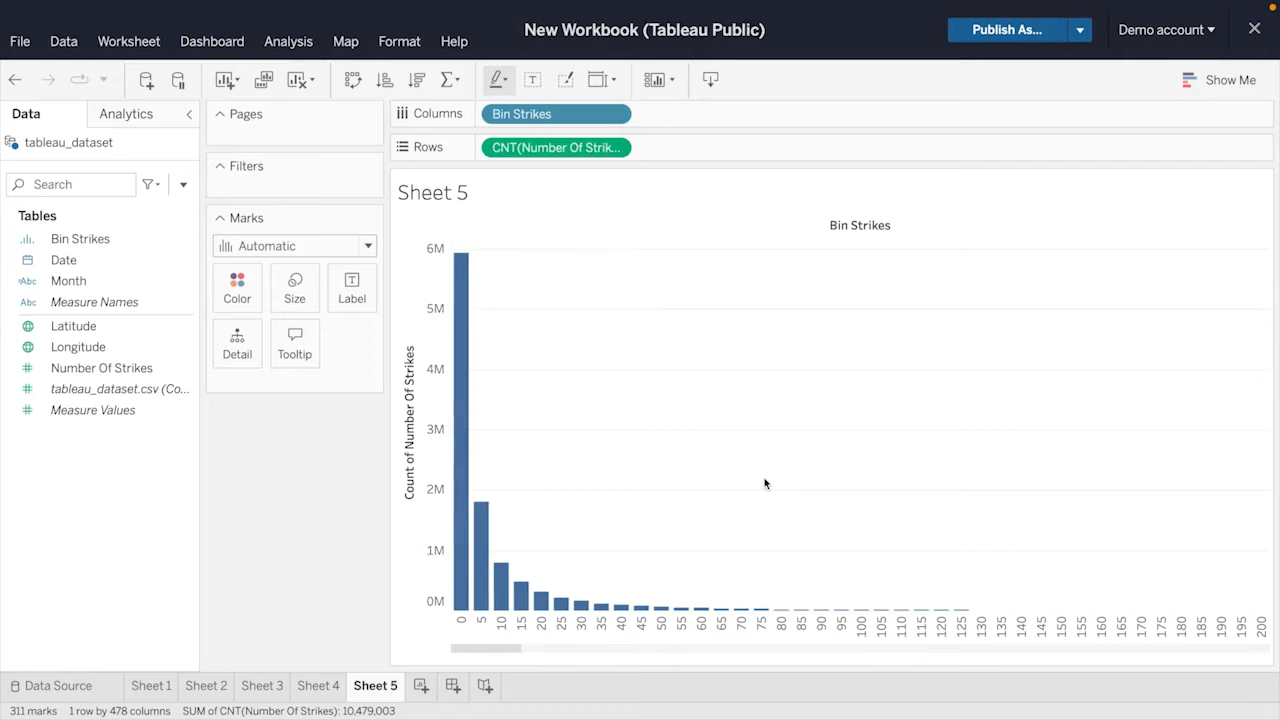 New Workbook (Tableau Public)
Publish As...
Demo account
File Data Worksheet Dashboard Analysis Map Format Help
Show Me
Data
Analytics
tableau_dataset
Search
Tables
Bin Strikes
Date
Abc Month
Abc Measure Names
Latitude
Longitude
Number Of Strikes
tableau_dataset.csv (Co...
Measure Values
Pages
Filters
Marks
Automatic
Color
Size
Label
Detail
Tooltip
Columns
Bin Strikes
Rows
CNT(Number Of Strik...
Sheet 5
Bin Strikes
Count of Number Of Strikes
6M
5M
4M
3M
2M
1M
0M
0 5 10 15 20 25 30 35 40 45 50 55 60 65 70 75 80 85 90 95 100 105 110 115 120 125 130 135 140 145 150 155 160 165 170 175 180 185 190 195 200
Data Source Sheet 1 Sheet 2 Sheet 3 Sheet 4 Sheet 5
311 marks 1 row by 478 columns SUM of CNT(Number Of Strikes): 10,479,003